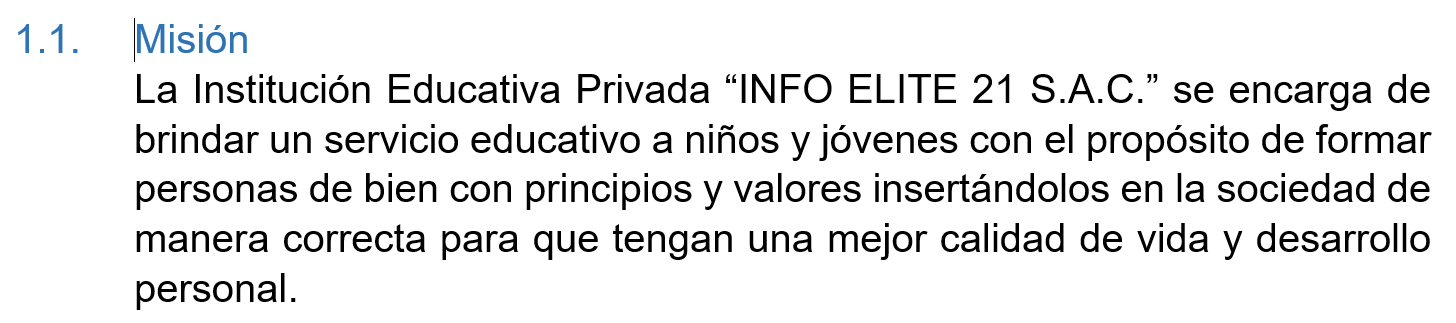 1.1. Misión
La Institución Educativa Privada “INFO ELITE 21 S.A.C.” se encarga de
brindar un servicio educativo a niños y jóvenes con el propósito de formar
personas de bien con principios y valores insertándolos en la sociedad de
manera correcta para que tengan una mejor calidad de vida y desarrollo
personal.